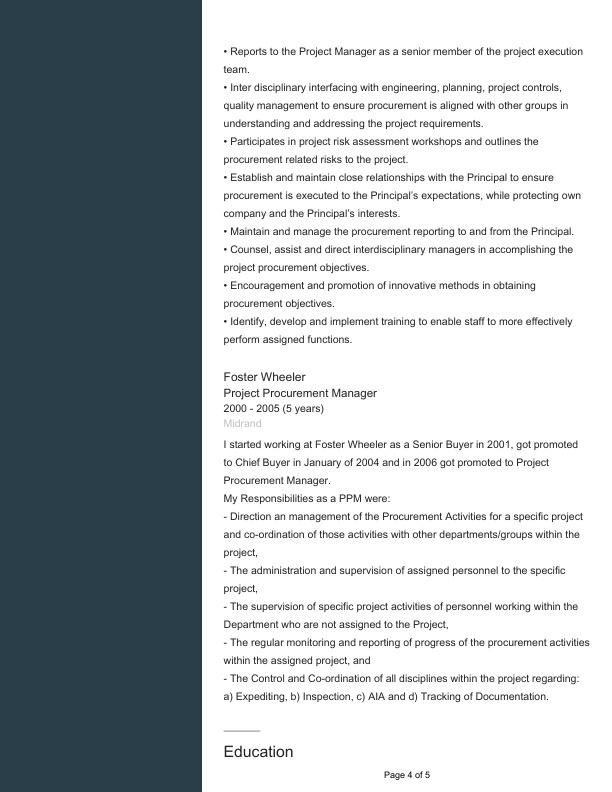 • Reports to the Project Manager as a senior member of the project execution
team.
• Inter disciplinary interfacing with engineering, planning, project controls,
quality management to ensure procurement is aligned with other groups in
understanding and addressing the project requirements.
• Participates in project risk assessment workshops and outlines the
procurement related risks to the project.
• Establish and maintain close relationships with the Principal to ensure
procurement is executed to the Principal's expectations, while protecting own
company and the Principal's interests.
• Maintain and manage the procurement reporting to and from the Principal.
• Counsel, assist and direct interdisciplinary managers in accomplishing the
project procurement objectives.
• Encouragement and promotion of innovative methods in obtaining
procurement objectives.
• Identify, develop and implement training to enable staff to more effectively
perform assigned functions.
Foster Wheeler
Project Procurement Manager
2000 - 2005 (5 years)
Midrand
I started working at Foster Wheeler as a Senior Buyer in 2001, got promoted
to Chief Buyer in January of 2004 and in 2006 got promoted to Project
Procurement Manager.
My Responsibilities as a PPM were:
- Direction an management of the Procurement Activities for a specific project
and co-ordination of those activities with other departments/groups within the
project,
- The administration and supervision of assigned personnel to the specific
project,
- The supervision of specific project activities of personnel working within the
Department who are not assigned to the Project,
- The regular monitoring and reporting of progress of the procurement activities
within the assigned project, and
- The Control and Co-ordination of all disciplines within the project regarding:
a) Expediting, b) Inspection, c) AIA and d) Tracking of Documentation.
Education
Page 4 of 5